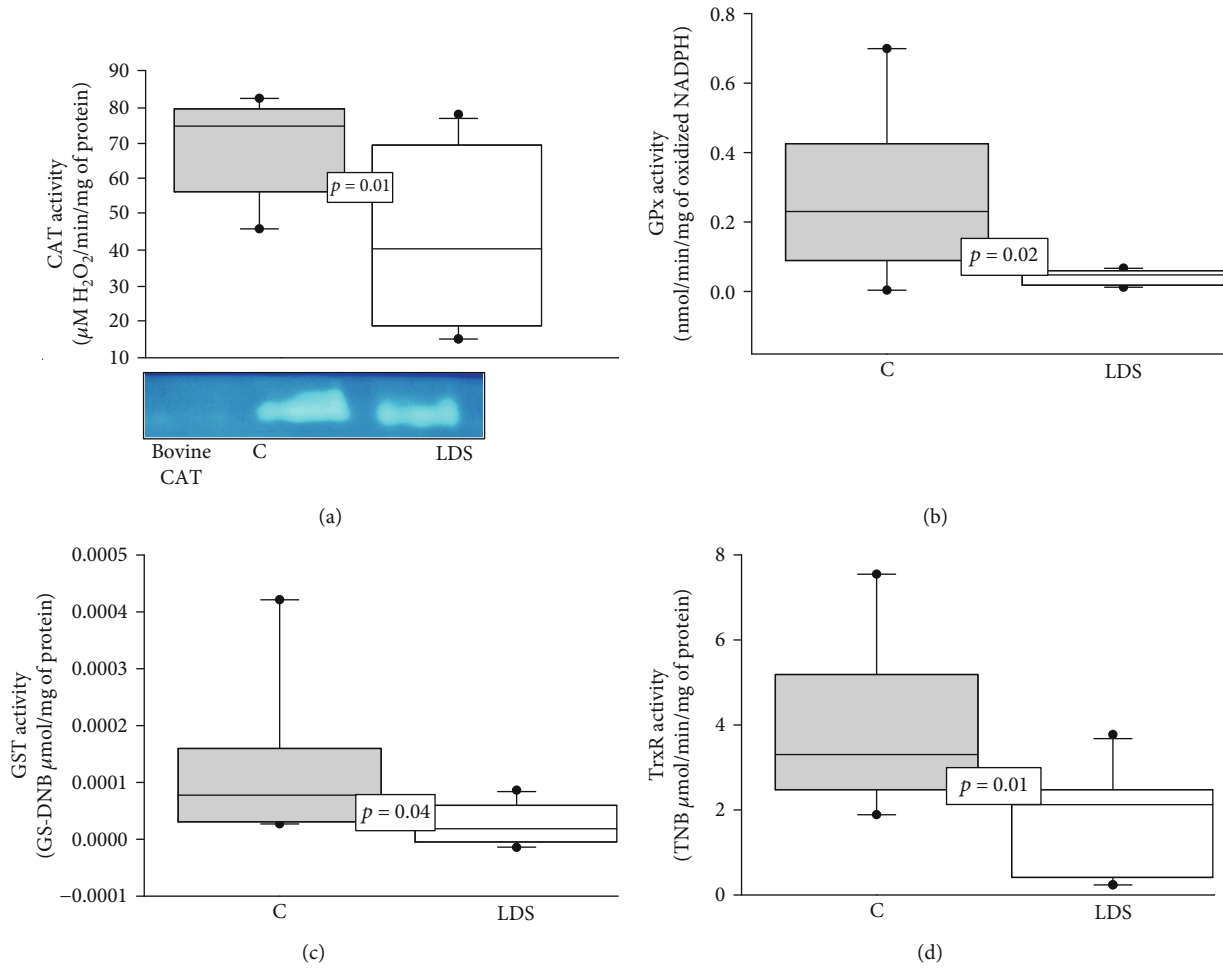 CAT activity
(μM H₂O₂/min/mg of protein)
90
80
70
60
50
40
30
20
10
p = 0.01
Bovine
CAT
C
LDS
(a)
GPx activity
(nmol/min/mg of oxidized NADPH)
0.8
0.6
0.4
0.2
0.0
p = 0.02
C
LDS
(b)
GST activity
(GS-DNB μmol/mg of protein)
0.0005
0.0004
0.0003
0.0002
0.0001
0.0000
−0.0001
p = 0.04
C
LDS
(c)
TrxR activity
(TNB μmol/min/mg of protein)
8
6
4
2
0
p = 0.01
C
LDS
(d)